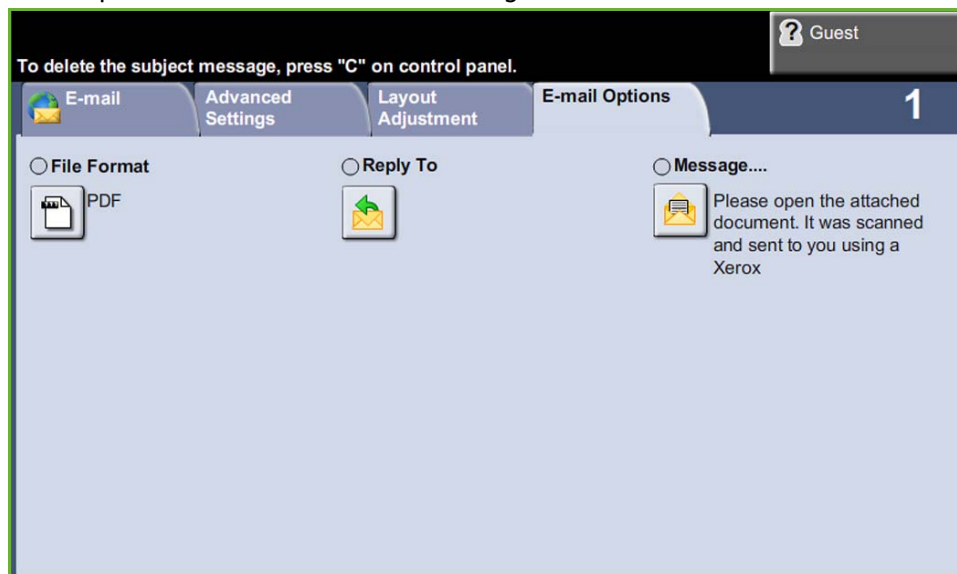 Guest
To delete the subject message, press "C" on control panel.
E-mail
Advanced
Settings
Layout
Adjustment
E-mail Options
1
File Format
PDF
Reply To
Message....
Please open the attached
document. It was scanned
and sent to you using a
Xerox